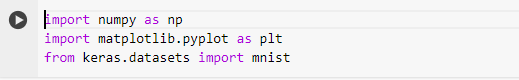 import numpy as np
import matplotlib.pyplot as plt
from keras.datasets import mnist